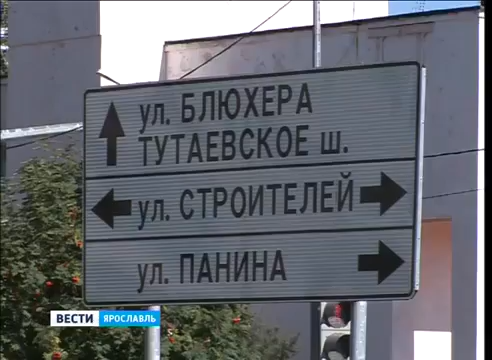 ул. БЛЮХЕРА
ТУТАЕВСКОЕ ш.
ул. СТРОИТЕЛЕЙ
ул. ПАНИНА
ВЕСТИ ЯРОСЛАВЛЬ